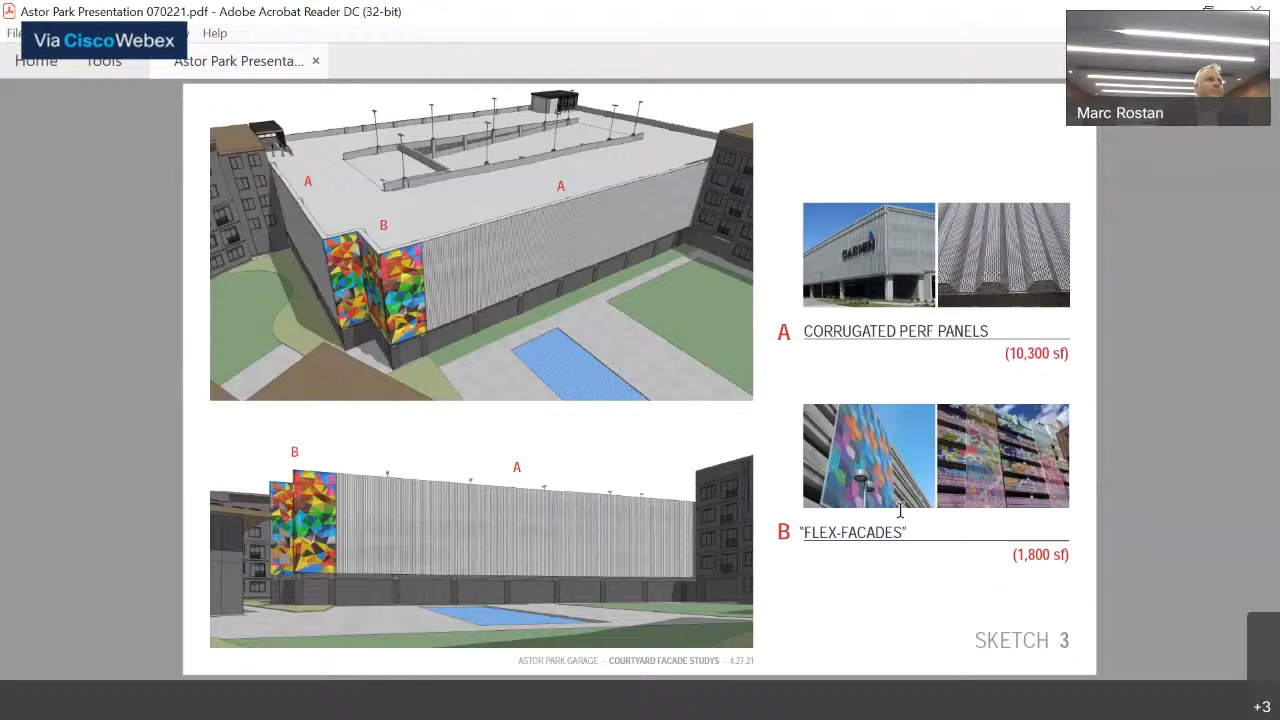 Astor Park Presentation 070221.pdf - Adobe Acrobat Reader DC (32-bit)
Via Cisco Webex
Help
Home
Tools
Astor Park Presenta... ×
Marc Rostan
A
A
B
GARMIN
A CORRUGATED PERF PANELS
(10,300 sf)
B
A
B "FLEX-FACADES"
(1,800 sf)
SKETCH 3
ASTOR PARK GARAGE - COURTYARD FACADE STUDYS - 4.27.21
+3